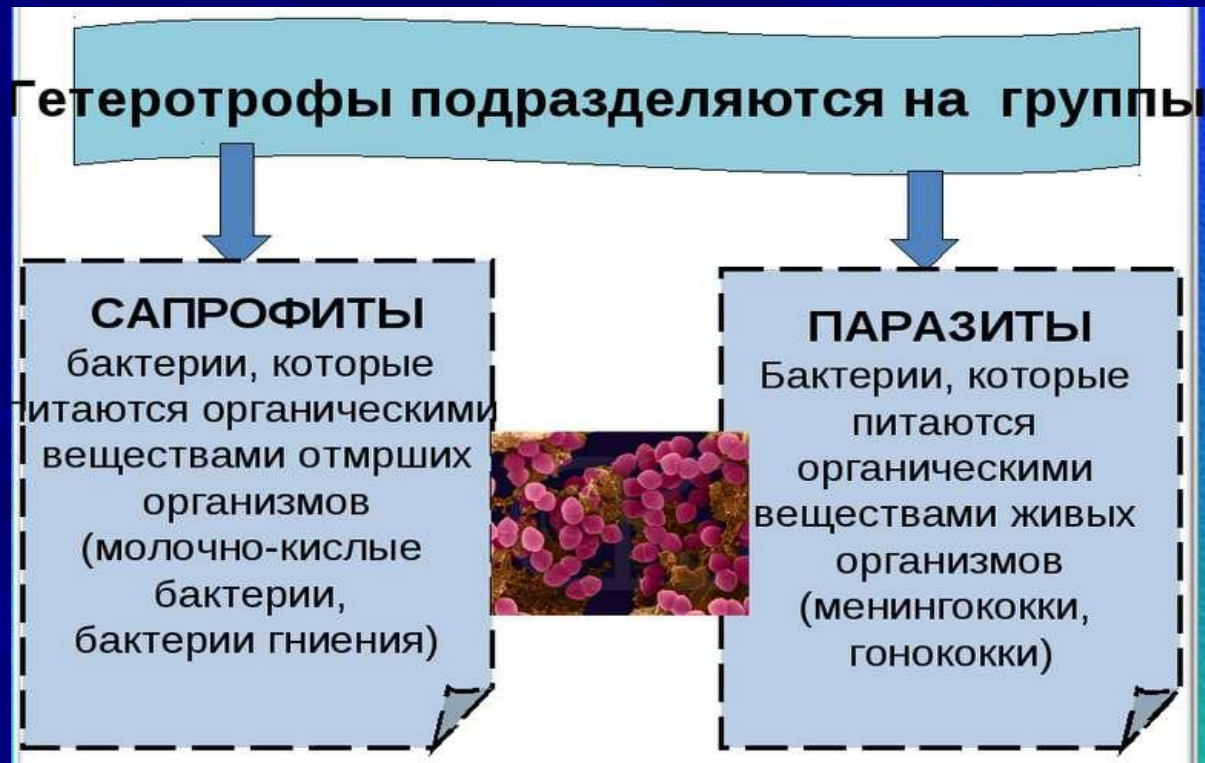 Гетеротрофы подразделяются на группы
САПРОФИТЫ
бактерии, которые
питаются органическими
веществами отмрших
организмов
(молочно-кислые
бактерии,
бактерии гниения)
ПАРАЗИТЫ
Бактерии, которые
питаются
органическими
веществами живых
организмов
(менингококки,
гонококки)